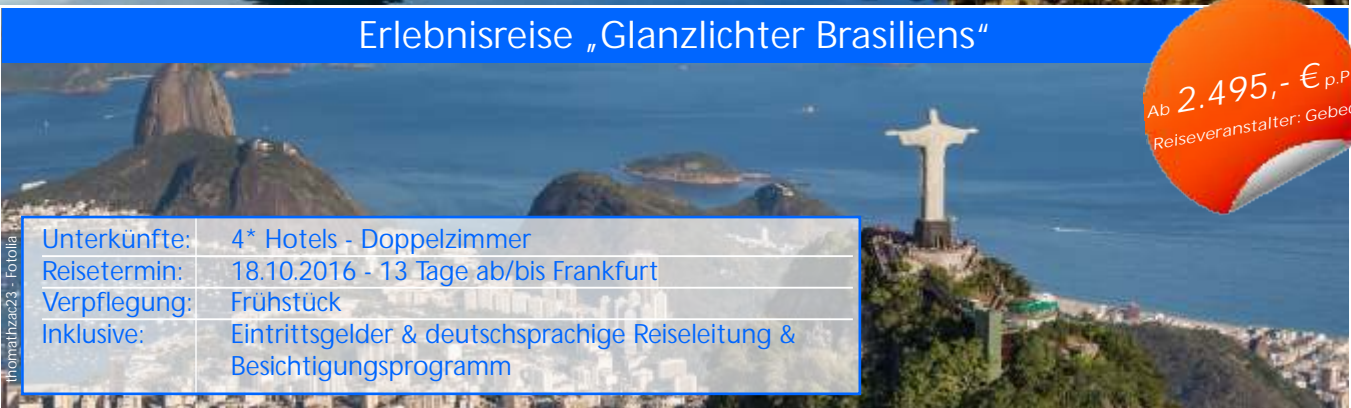 Erlebnisreise „Glanzlichter Brasiliens“
Ab 2.495,- € p.P
Reiseveranstalter: Gebec
Unterkünfte: 4* Hotels - Doppelzimmer
Reisetermin: 18.10.2016 - 13 Tage ab/bis Frankfurt
Verpflegung: Frühstück
Inklusive: Eintrittsgelder & deutschsprachige Reiseleitung &
Besichtigungsprogramm
thomathzac23 - Fotolia